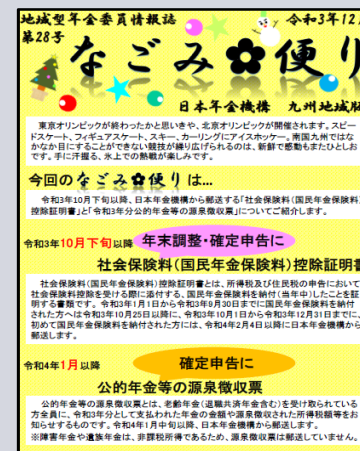 地域型年金委員情報誌
令和3年12
第28号
なごみ✿便り
日本年金機構 九州地域
東京オリンピックが終わったかと思いきや、北京オリンピックが開催されます。スピー
ドスケート、フィギュアスケート、スキー、カーリングにアイスホッケー。南国九州ではな
かなか目にすることができない競技が繰り広げられるのは、新鮮で感動もまたひとしお
です。手に汗握る、氷上での熱戦が楽しみです。
今回のなごみ✿便りは…
令和3年10月下旬以降、日本年金機構から郵送する「社会保険料(国民年金保険料)
控除証明書」と「令和3年分公的年金等の源泉徴収票」についてご紹介します。
令和3年10月下旬以降 年末調整・確定申告に
社会保険料(国民年金保険料)控除証明書
社会保険料(国民年金保険料)控除証明書とは、所得税及び住民税の申告において
社会保険料控除を受ける際に添付する、国民年金保険料を納付(当年中)したことを証
明する書類です。令和3年1月1日から令和3年9月30日までに国民年金保険料を納付
された方へは令和3年10月25日以降に、令和3年10月1日から令和3年12月31日までに、
初めて国民年金保険料を納付された方には、令和4年2月4日以降に日本年金機構から
郵送します。
令和4年1月以降 確定申告に
公的年金等の源泉徴収票
公的年金等の源泉徴収票とは、老齢年金(退職共済年金含む)を受け取られている
方全員に、令和3年分として支払われた年金の金額や源泉徴収された所得税額等をお
知らせするものです。令和4年1月中旬以降、日本年金機構から郵送します。
※障害年金や遺族年金は、非課税所得であるため、源泉徴収票は郵送していません。